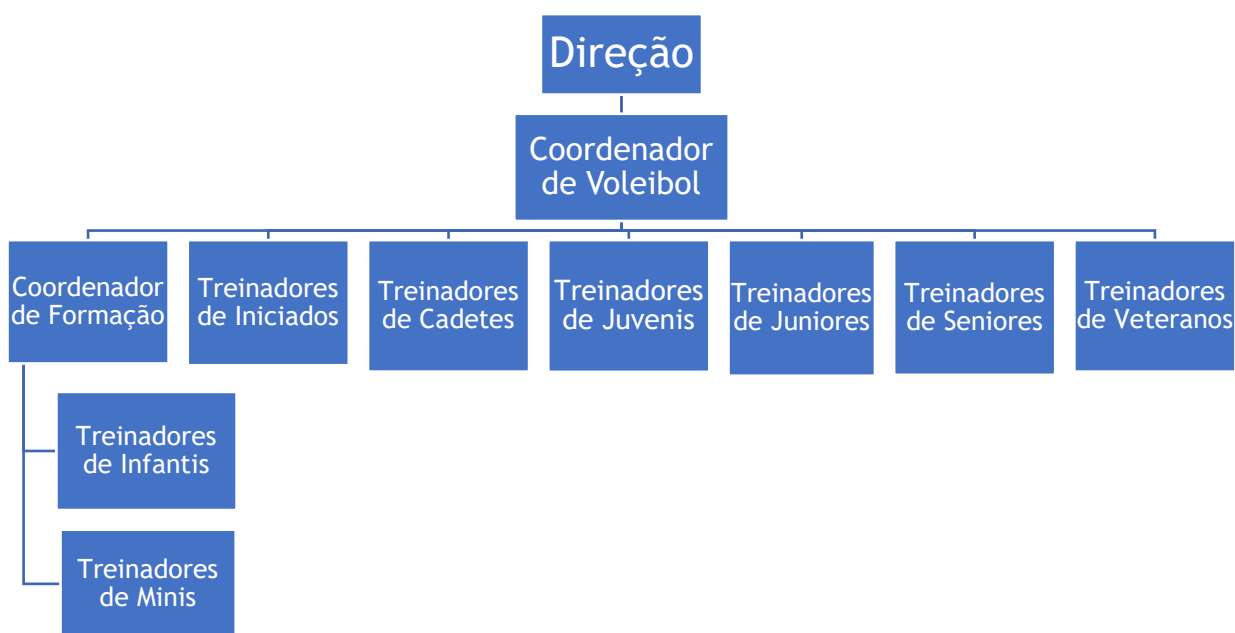 Direção
Coordenador
de Voleibol
Coordenador
de Formação
Treinadores
de Iniciados
Treinadores
de Cadetes
Treinadores
de Juvenis
Treinadores
de Juniores
Treinadores
de Seniores
Treinadores
de Veteranos
Treinadores
de Infantis
Treinadores
de Minis